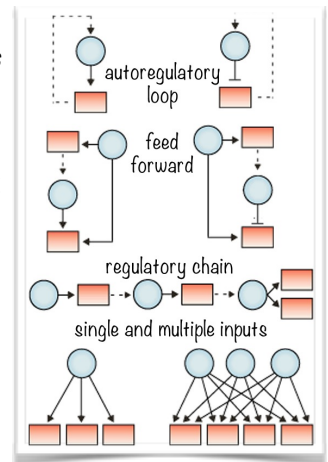 autoregulatory
loop
feed
forward
regulatory chain
single and multiple inputs